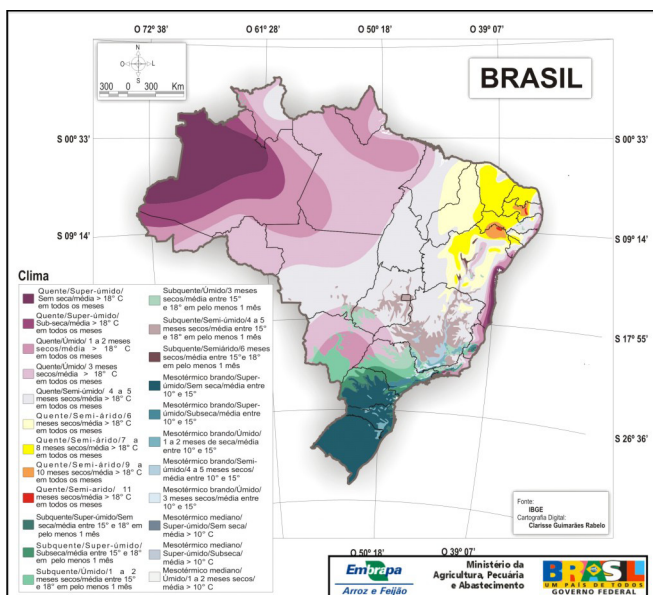 O 72° 38' O 61° 28' O 50° 18' O 39° 07'
N
O L
S
300 0 300 Km
BRASIL
S 00° 33' S 00° 33'
S 09° 14' S 09° 14'
S 17° 55'
S 26° 36'
Clima
Quente/Super-úmido/
Sem seca/média > 18° C
em todos os meses
Quente/Super-úmido/
Sub-seca/média > 18° C
em todos os meses
Quente/Úmido/ 1 a 2
meses secos/média
> 18° C
em todos os meses
Quente/Úmido/ 3 meses
secos/média > 18° C
em todos os meses
Quente/Semi-úmido/ 4 a 5
meses secos/média > 18° C
em todos os meses
Quente/Semi-árido/6
meses secos/média > 18° C
em todos os meses
Quente/Semi-árido/7 a
8 meses secos/média > 18° C
em todos os meses
Quente/Semi-árido/9 a
10 meses secos/média > 18° C
em todos os meses
Quente/Semi-arido/ 11
meses secos/média > 18° C
em todos os meses
Subquente/Super-úmido/Sem
seca/média entre 15° e 18° em
pelo menos 1 mês
Subquente/Super-úmido/
Subseca/média entre 15° e 18°
em pelo menos 1 mês
Subquente/Úmido/1 a 2
meses secos/média entre 15°
e 18° em pelo menos 1 mês
Subquente/Úmido/3 meses
secos/média entre 15°
e 18° em pelo menos 1 mês
Subquente/Semi-úmido/4 a 5
meses secos/média entre 15°
e 18° em pelo menos 1 mês
Subquente/Semiárido/6 meses
secos/média entre 15°e 18°
em pelo menos 1 mês
Mesotérmico brando/Super-
úmido/Sem seca/média entre
10° e 15°
Mesotérmico brando/Super-
úmido/Subseca/média entre
10° e 15°
Mesotérmico brando/Úmido/
1 a 2 meses de seca/média
entre 10° e 15°
Mesotérmico brando/Semi-
úmido/4 a 5 meses secos/
média entre 10° e 15°
Mesotérmico brando/Úmido/
3 meses secos/média entre
10° e 15°
Mesotérmico mediano/
Super-úmido/Sem seca/
média > 10° C
Mesotérmico mediano/
Super-úmido/Subseca/
média > 10° C
Mesotérmico mediano/
Úmido/1 a 2 meses secos/
média > 10° C
Fonte:
IBGE
Cartografia Digital:
Clarisse Guimarães Rabelo
O 50° 18' O 39° 07'
Embrapa
Arroz e Feijão
Ministério da
Agricultura, Pecuária
e Abastecimento
BRASIL
UM PAÍS DE TODOS
GOVERNO FEDERAL